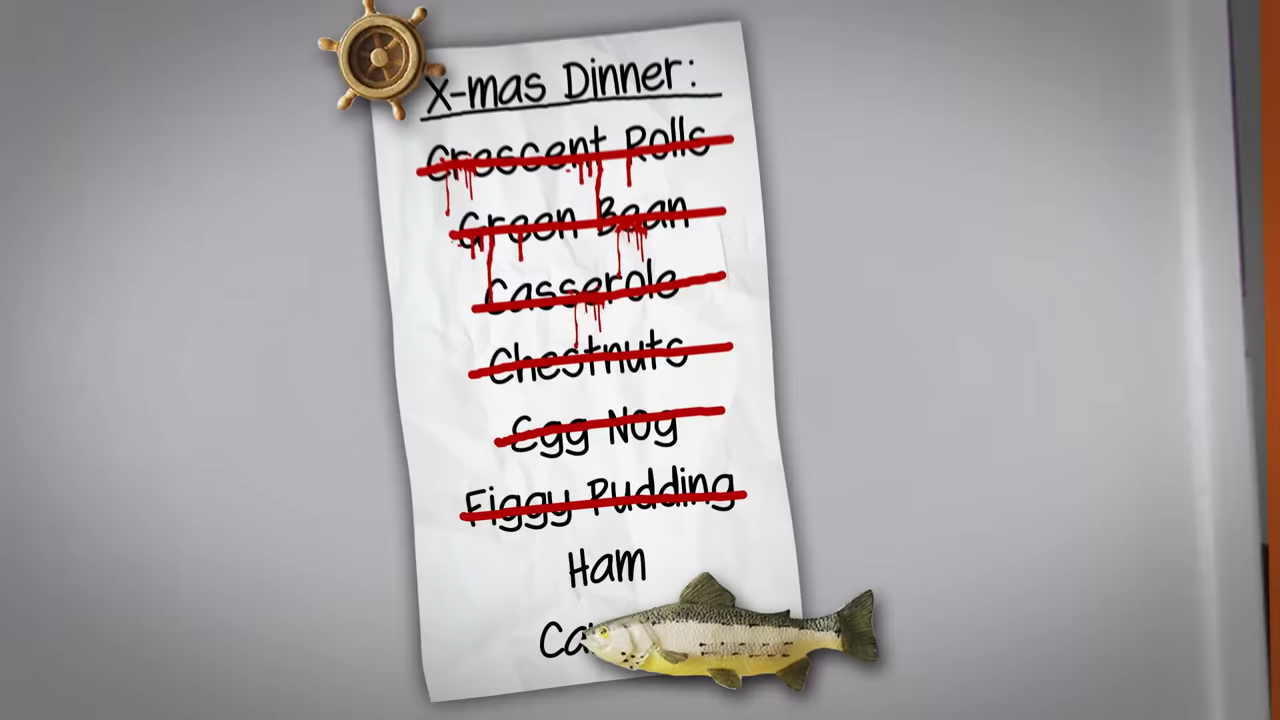 X-mas Dinner:
Crescent Rolls
Green Bean
Casserole
Chestnuts
Egg Nog
Figgy Pudding
Ham